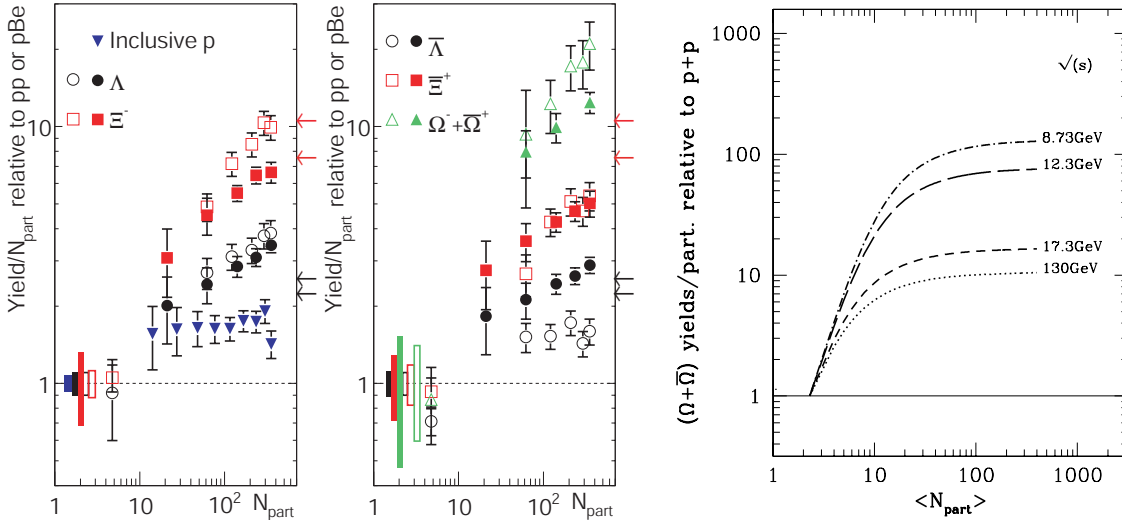 Yield/N_part relative to pp or pBe
Inclusive p
Λ
Ξ⁻
10
1
1
10
10²
N_part
Yield/N_part relative to pp or pBe
Λ̅
Ξ̅⁺
Ω⁻+Ω̅⁺
10
1
1
10
10²
N_part
(Ω+Ω̅) yields/part. relative to p+p
√(s)
8.73GeV
12.3GeV
17.3GeV
130GeV
1000
100
10
1
1
10
100
1000
<N_part>